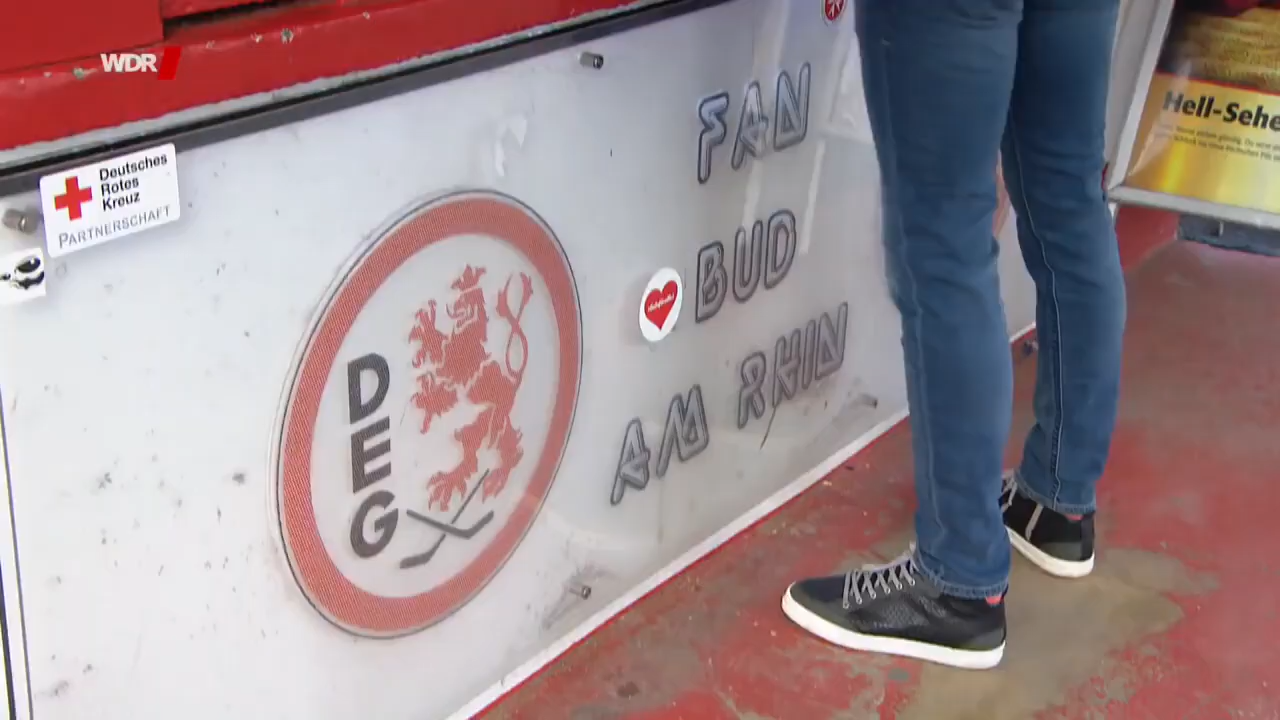 WDR
Deutsches
Rotes
Kreuz
PARTNERSCHAFT
DEG
FAN
BUD
AM RHIN
Hell-Sehe